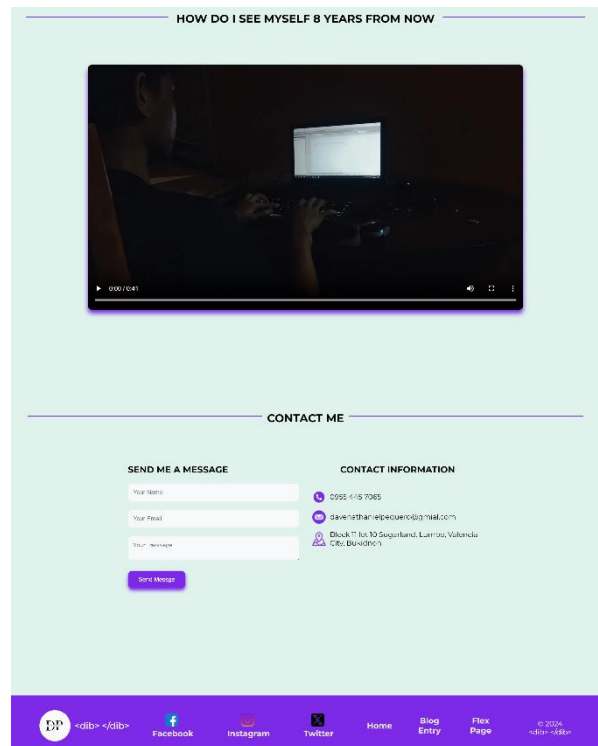 HOW DO I SEE MYSELF 8 YEARS FROM NOW
0:00 / 0:41
CONTACT ME
SEND ME A MESSAGE
Your Name
Your Email
Your message
Send Messge
CONTACT INFORMATION
0955 445 7065
davenathanielpequero@gmial.com
Block 11 lot 10 Sugarland, Lumbo, Valencia
City, Bukidnon
DP
<dib> </dib>
Facebook
Instagram
Twitter
Home
Blog
Entry
Flex
Page
© 2024
<dib> </dib>